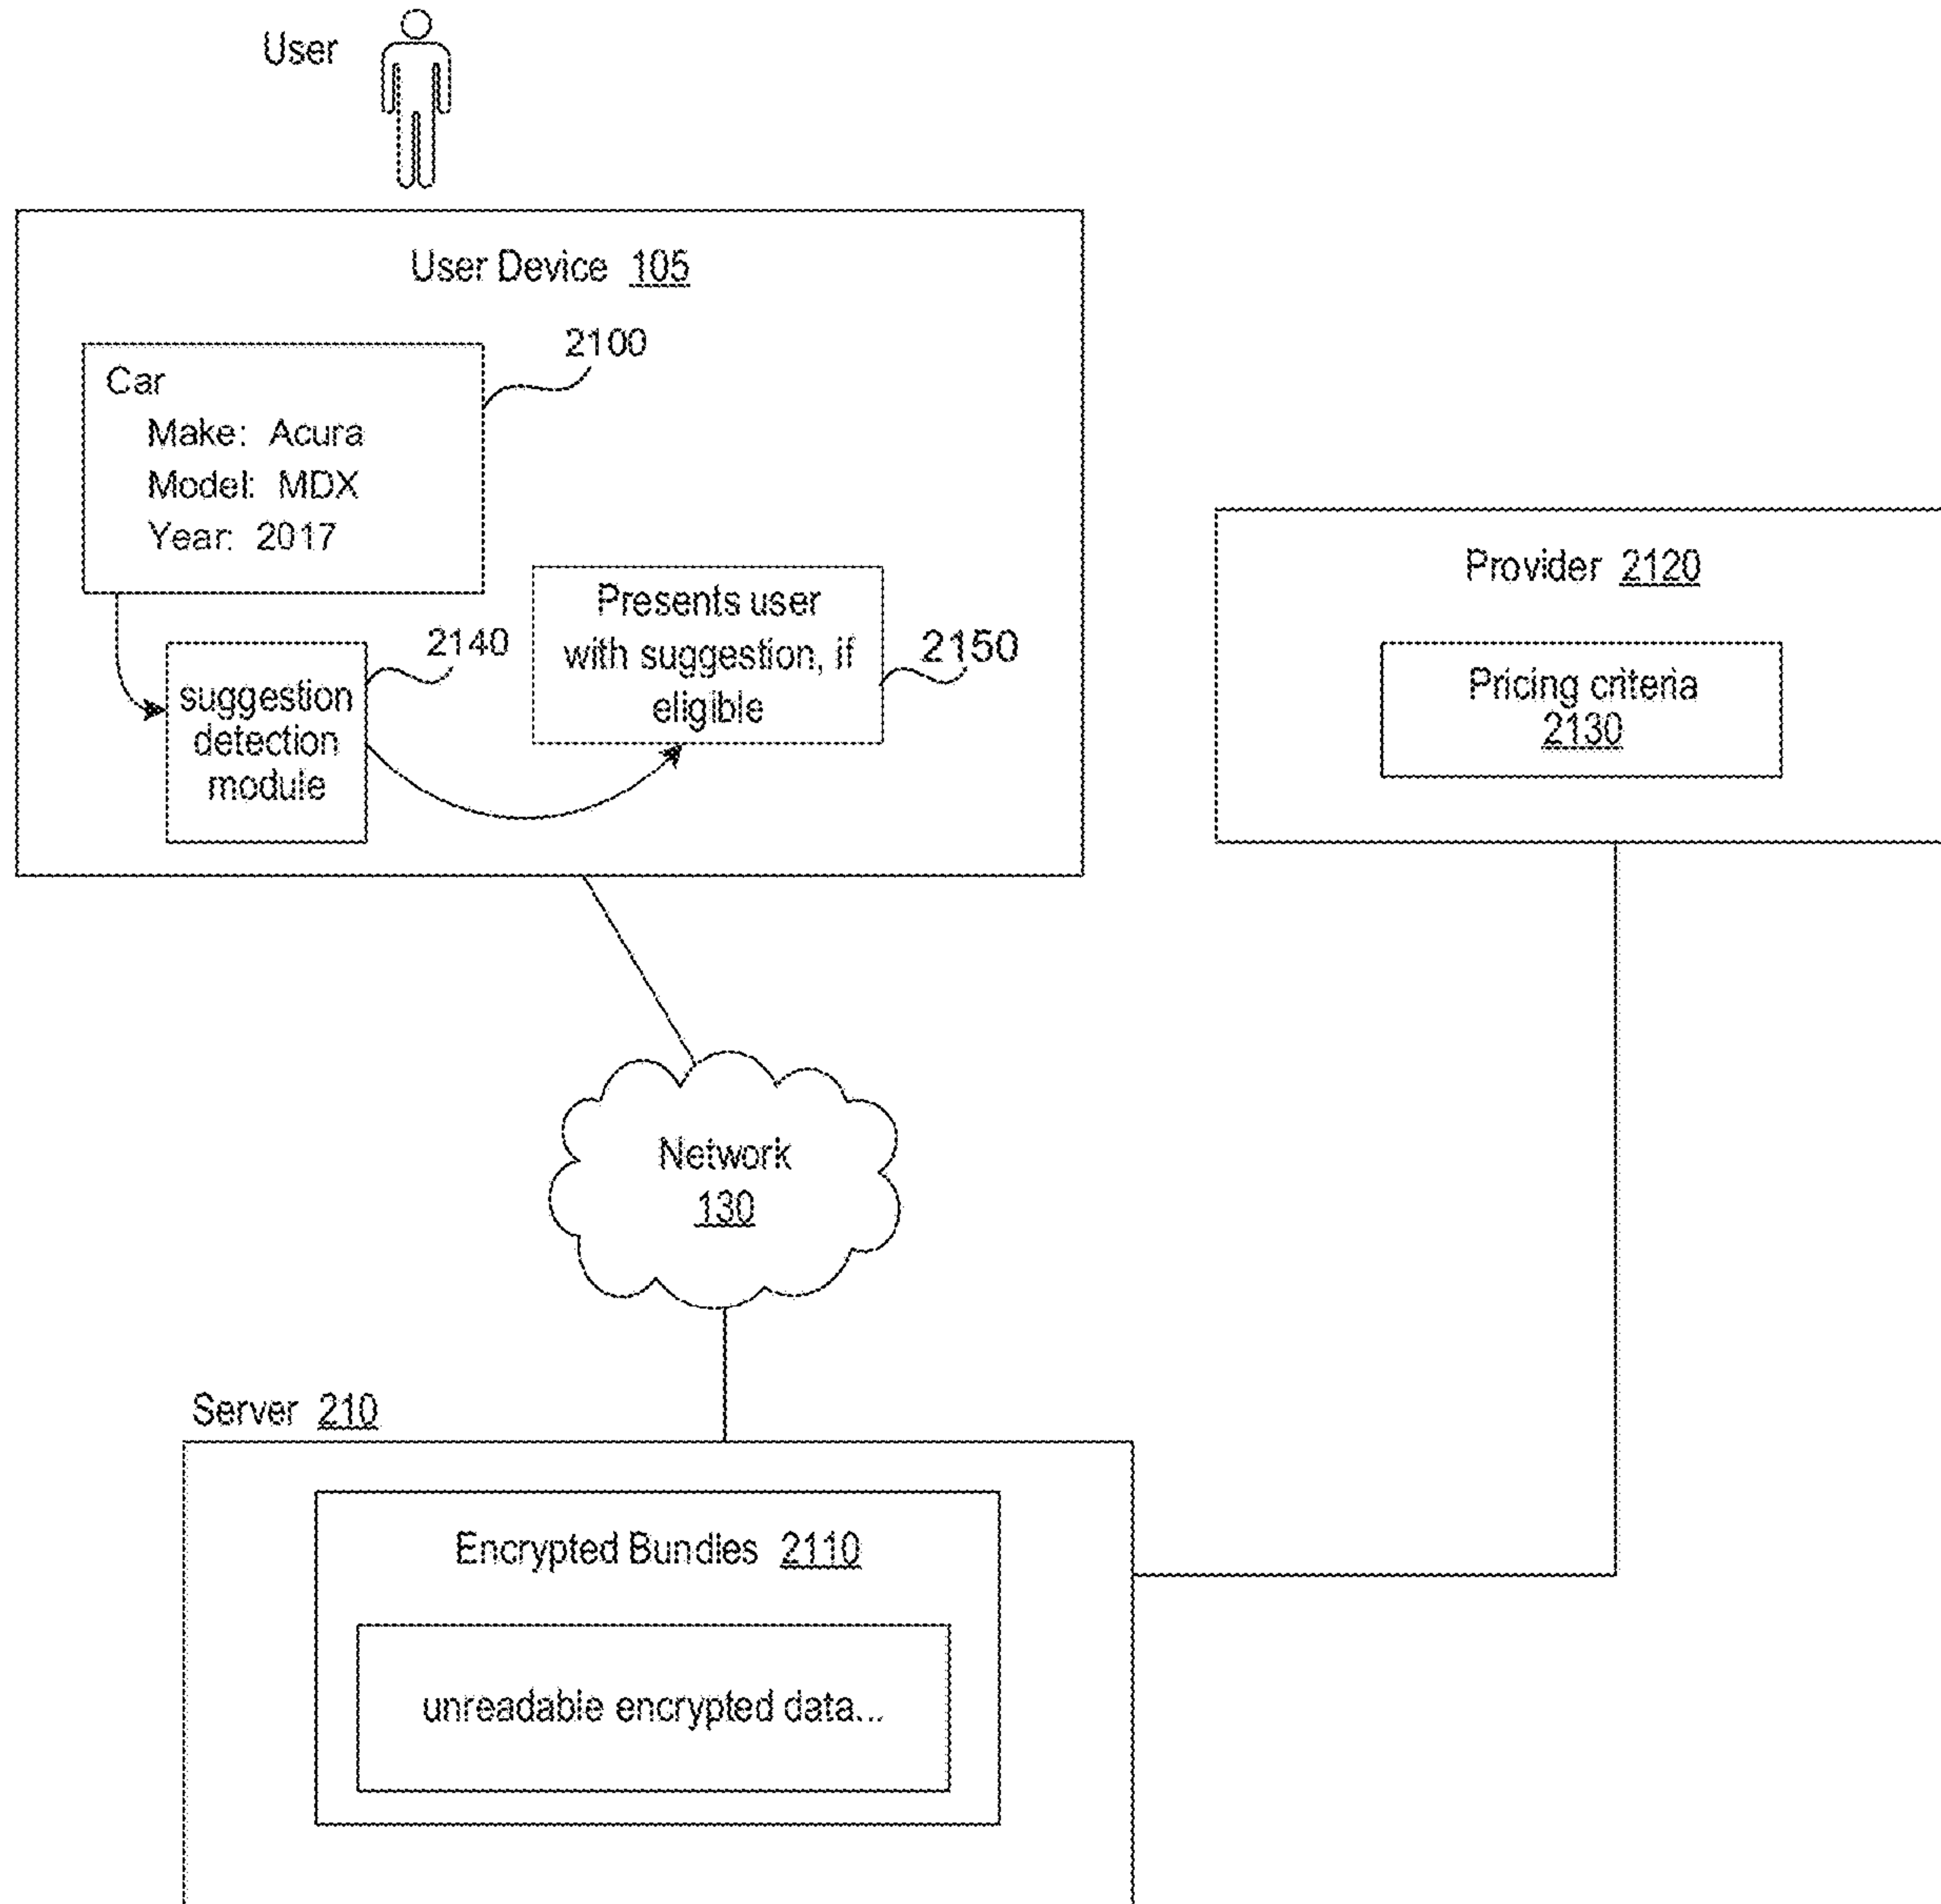 User
User Device 105
2100
Car
Make: Acura
Model: MDX
Year: 2017
2140
suggestion
detection
module
Presents user
with suggestion, if
eligible
2150
Provider 2120
Pricing criteria
2130
Network
130
Server 210
Encrypted Bundles 2110
unreadable encrypted data...